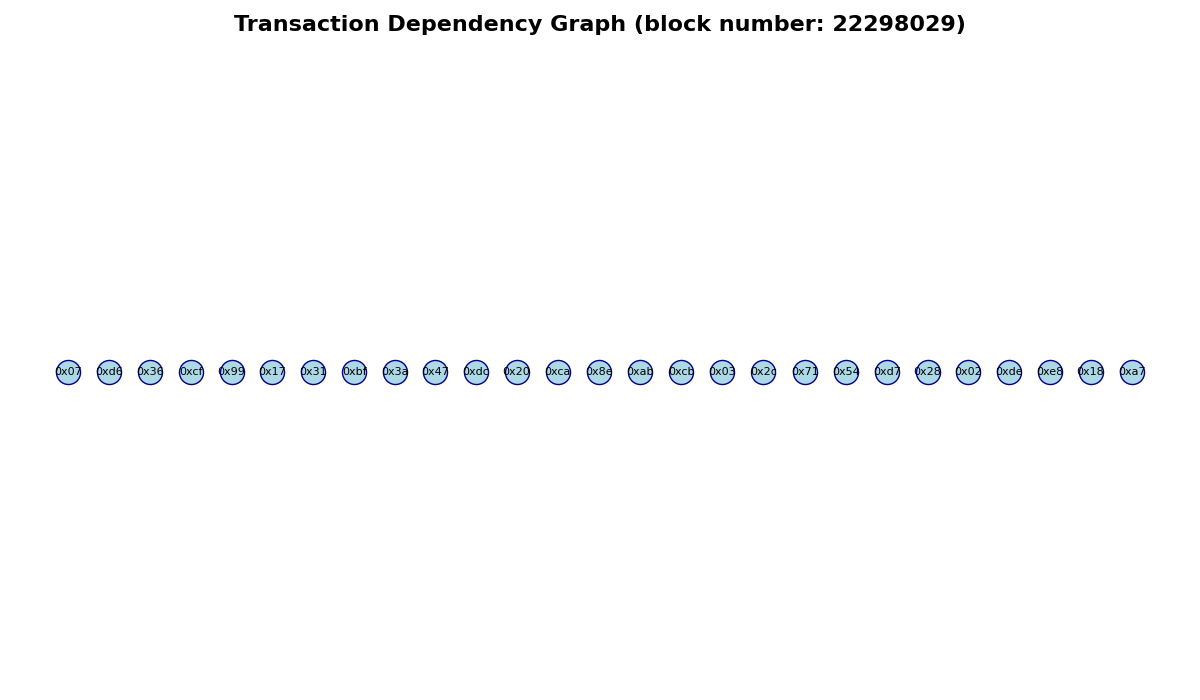 Transaction Dependency Graph (block number: 22298029)
0x07 0xd6 0x36 0xcf 0x99 0x17 0x31 0xbf 0x3a 0x47 0xdc 0x20 0xca 0x8e 0xab 0xcb 0x03 0x2c 0x71 0x54 0xd7 0x28 0x02 0xde 0xe8 0x18 0xa7